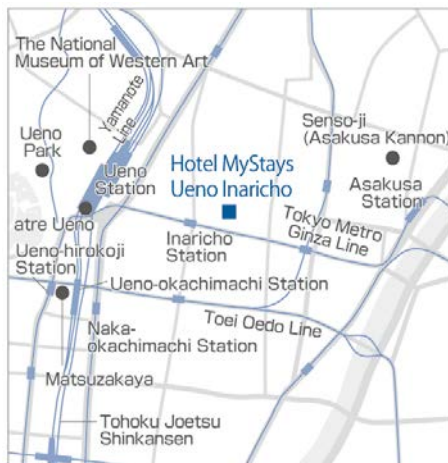 The National
Museum of Western Art
Yamanote
Line
Ueno
Park
Ueno
Station
Hotel MyStays
Ueno Inaricho
Senso-ji
(Asakusa Kannon)
Asakusa
Station
atre Ueno
Inaricho
Station
Tokyo Metro
Ginza Line
Ueno-hirokoji
Station
Ueno-okachimachi Station
Toei Oedo Line
Naka-
okachimachi Station
Matsuzakaya
Tohoku Joetsu
Shinkansen